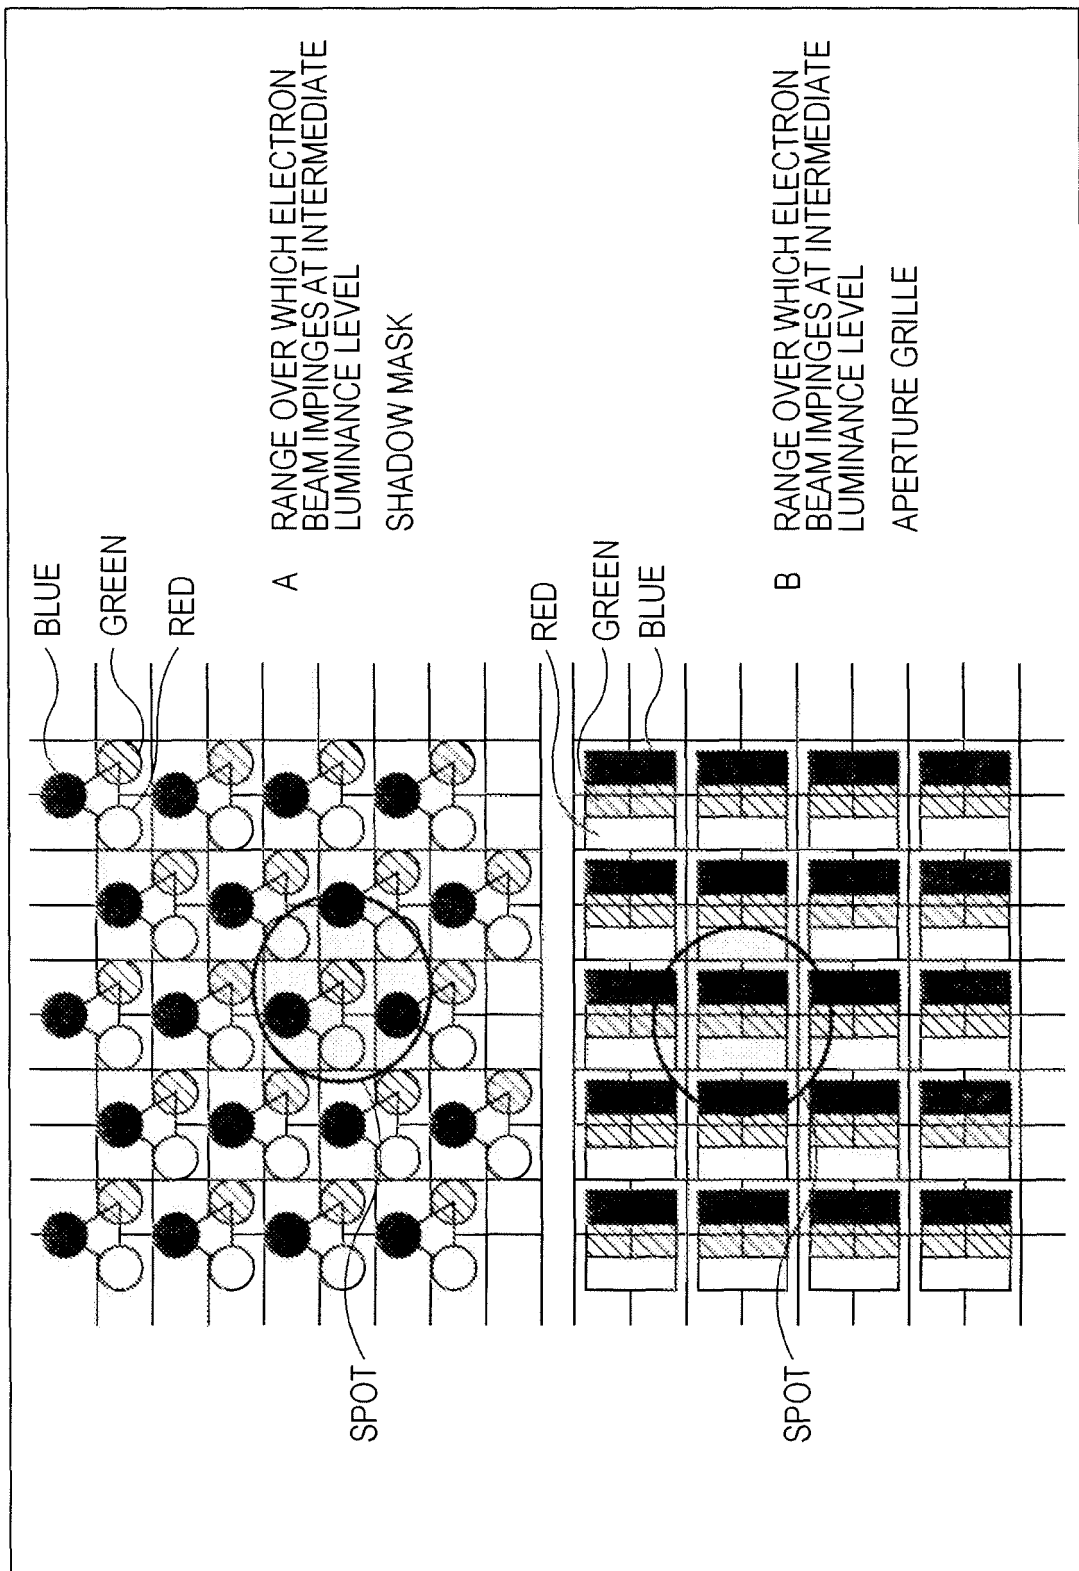 BLUE
GREEN
RED
SPOT
A
RANGE OVER WHICH ELECTRON
BEAM IMPINGES AT INTERMEDIATE
LUMINANCE LEVEL
SHADOW MASK
RED
GREEN
BLUE
SPOT
B
RANGE OVER WHICH ELECTRON
BEAM IMPINGES AT INTERMEDIATE
LUMINANCE LEVEL
APERTURE GRILLE